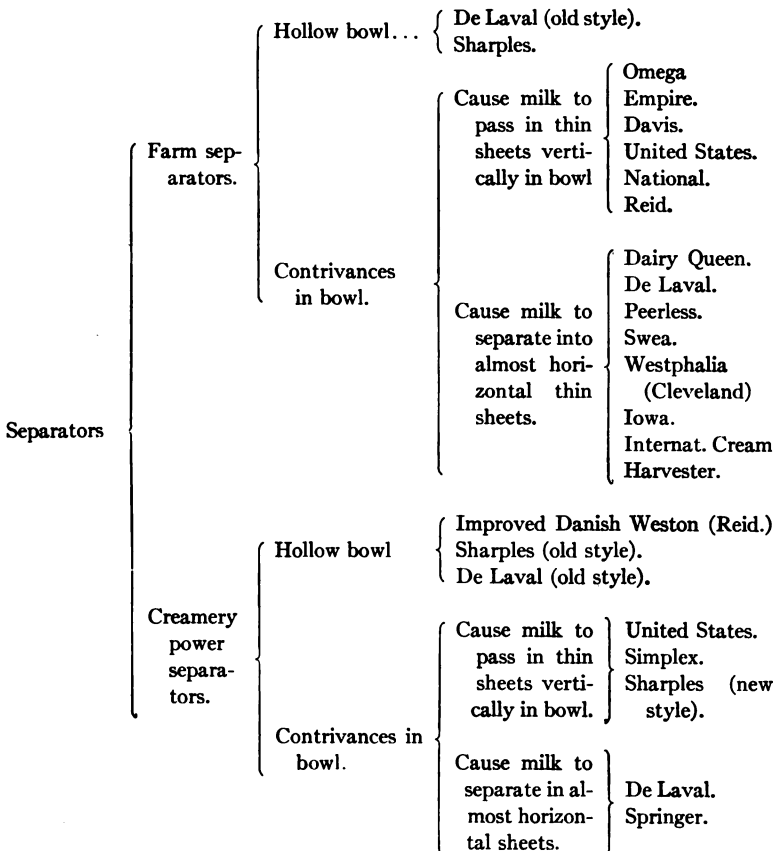 Separators
Farm sep-
arators.
Hollow bowl...
De Laval (old style).
Sharples.
Contrivances
in bowl.
Cause milk to
pass in thin
sheets verti-
cally in bowl
Omega
Empire.
Davis.
United States.
National.
Reid.
Cause milk to
separate into
almost hori-
zontal thin
sheets.
Dairy Queen.
De Laval.
Peerless.
Swea.
Westphalia
(Cleveland)
Iowa.
Internat. Cream
Harvester.
Creamery
power
separa-
tors.
Hollow bowl
Improved Danish Weston (Reid.)
Sharples (old style).
De Laval (old style).
Contrivances in
bowl.
Cause milk to
pass in thin
sheets verti-
cally in bowl.
United States.
Simplex.
Sharples (new
style).
Cause milk to
separate in al-
most horizon-
tal sheets.
De Laval.
Springer.